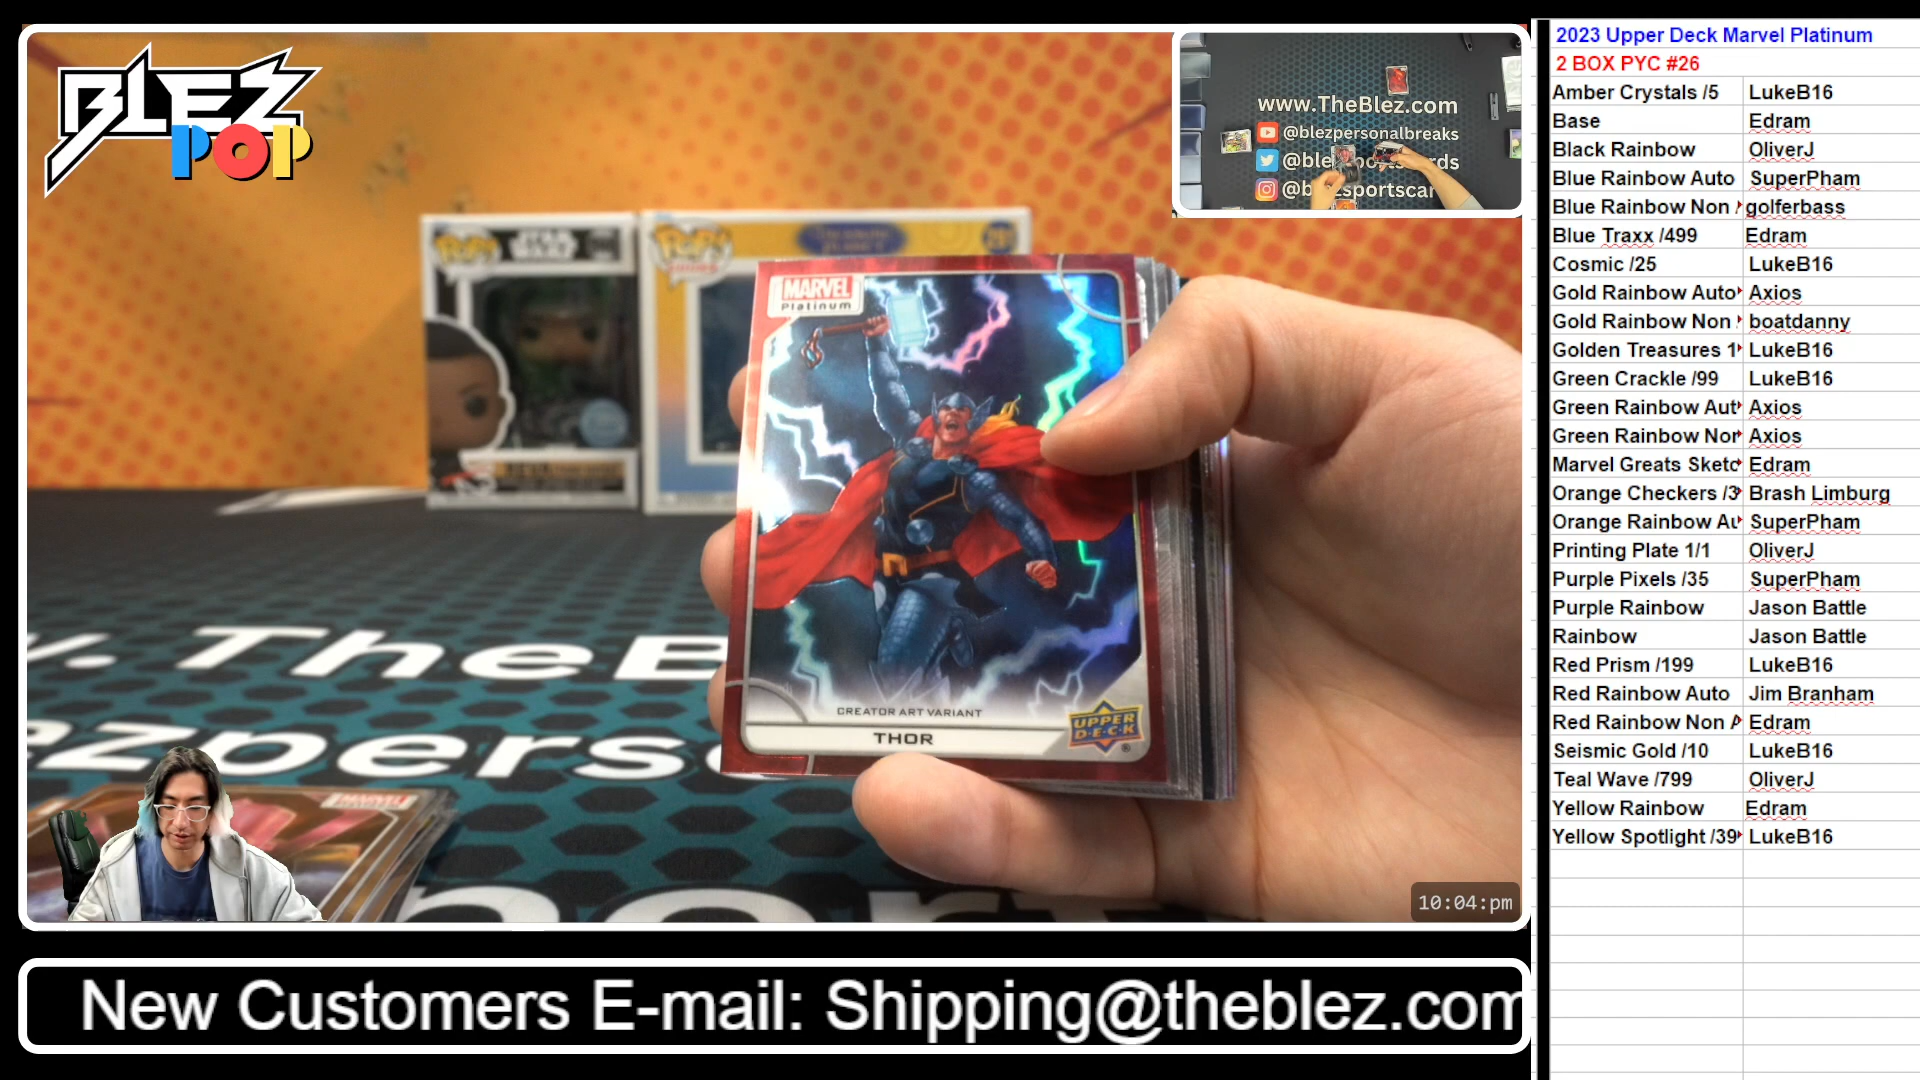 BLEZ
POP
POP!
STAR
WARS
POP!
MARVEL
Platinum
CREATOR ART VARIANT
THOR
UPPER
D·E·C·K
MARVEL
www.TheBlez.com
@blezpersonalbreaks
10:04:pm
New Customers E-mail: Shipping@theblez.com
2023 Upper Deck Marvel Platinum
2 BOX PYC #26
Amber Crystals /5 LukeB16
Base Edram
Black Rainbow OliverJ
Blue Rainbow Auto SuperPham
Blue Rainbow Non golferbass
Blue Traxx /499 Edram
Cosmic /25 LukeB16
Gold Rainbow Auto Axios
Gold Rainbow Non boatdanny
Golden Treasures 1 LukeB16
Green Crackle /99 LukeB16
Green Rainbow Aut Axios
Green Rainbow Nor Axios
Marvel Greats Sketc Edram
Orange Checkers /3 Brash Limburg
Orange Rainbow Au SuperPham
Printing Plate 1/1 OliverJ
Purple Pixels /35 SuperPham
Purple Rainbow Jason Battle
Rainbow Jason Battle
Red Prism /199 LukeB16
Red Rainbow Auto Jim Branham
Red Rainbow Non A Edram
Seismic Gold /10 LukeB16
Teal Wave /799 OliverJ
Yellow Rainbow Edram
Yellow Spotlight /39 LukeB16